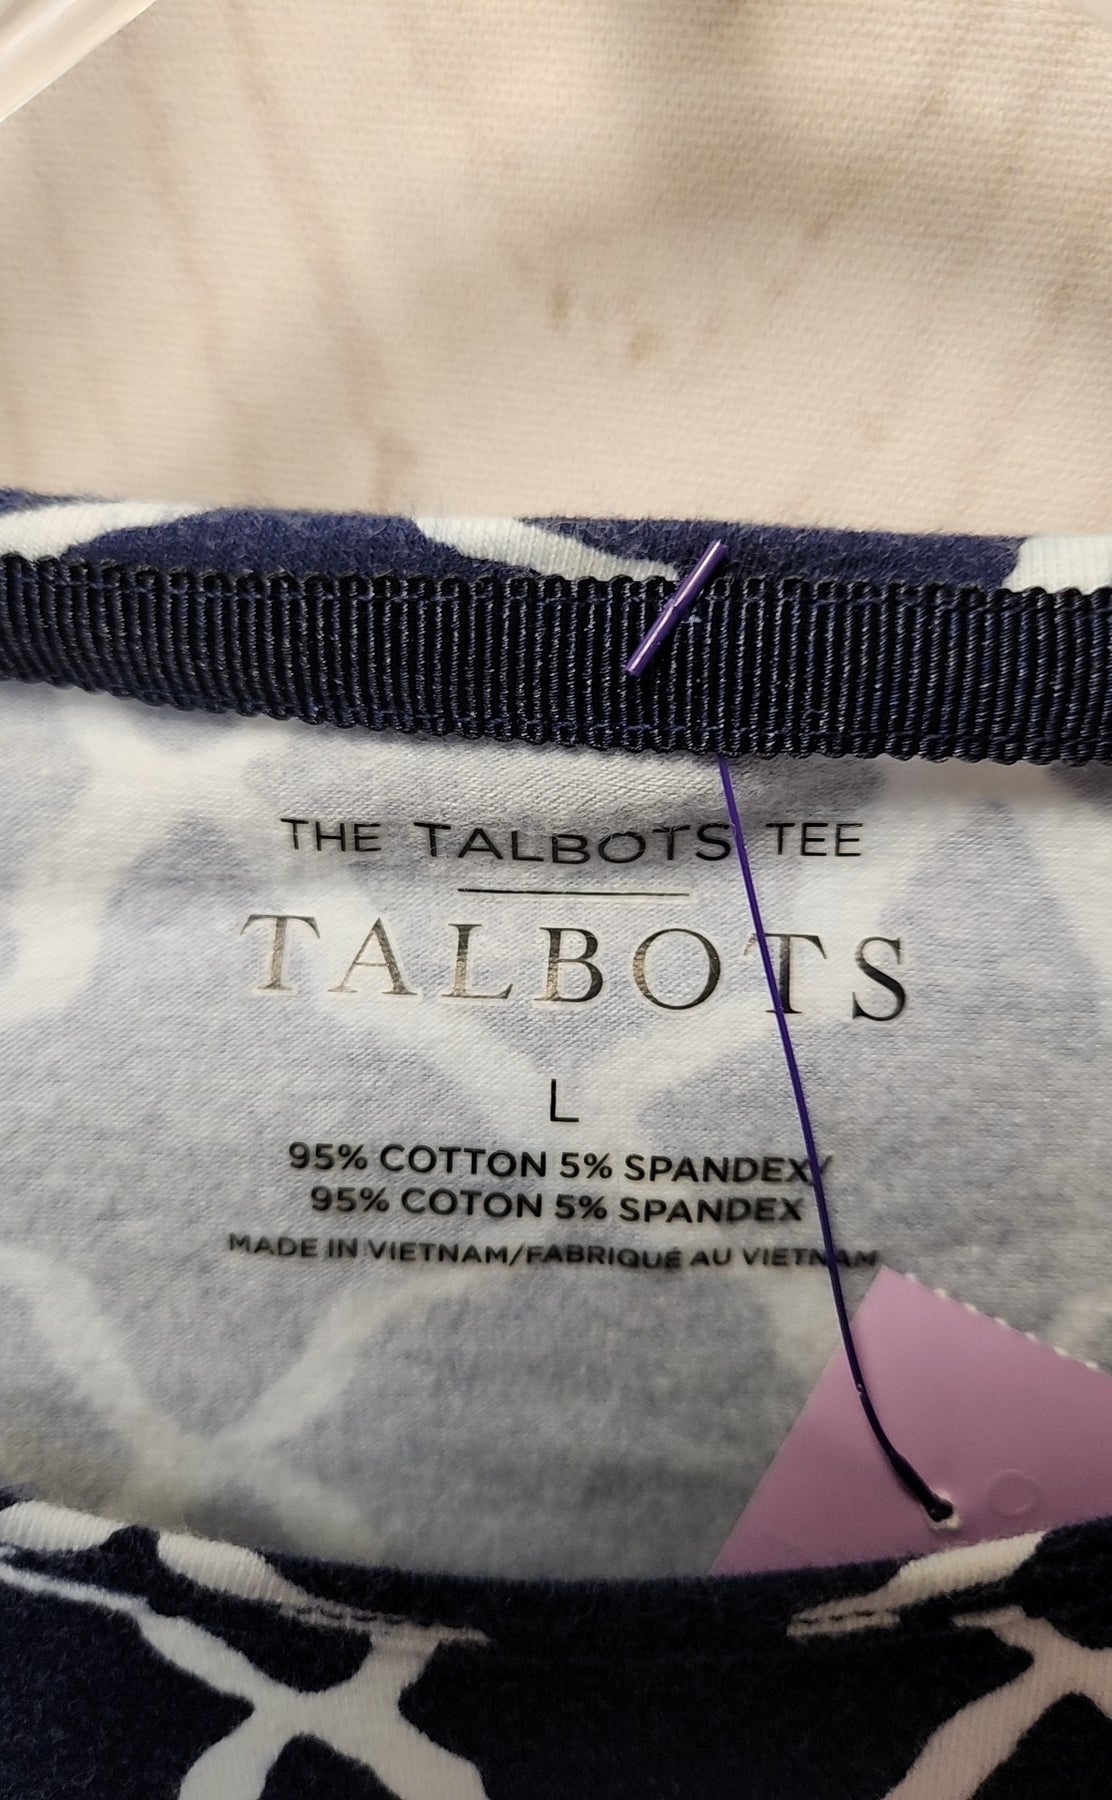 THE TALBOTS TEE
TALBOTS
L
95% COTTON 5% SPANDEX/
95% COTON 5% SPANDEX
MADE IN VIETNAM/FABRIQUÉ AU VIETNAM